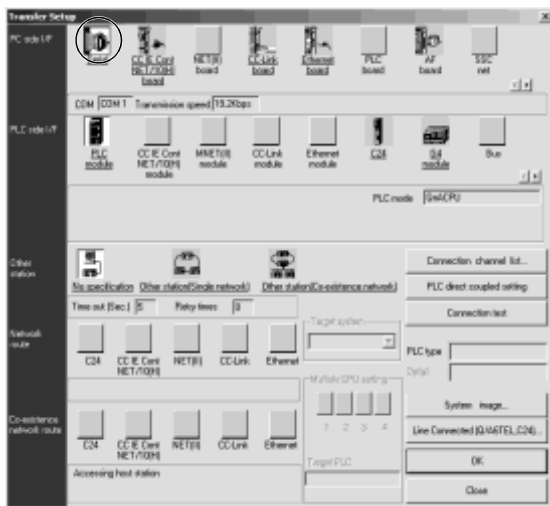 Transfer Setup
PC side I/F
Serial
CC IE Cont NET/10(H) board
NET(II) board
CC-Link board
Ethernet board
PLC board
AF board
SSC net
COM COM 1 Transmission speed 19.2Kbps
PLC side I/F
PLC module
CC IE Cont NET/10(H) module
MNET(II) module
CC-Link module
Ethernet module
C24
G4 module
Bus
PLC mode QnACPU
Other station
No specification
Other station(Single network)
Other station(Co-existence network)
Time out (Sec.) 5 Retry times 0
Connection channel list...
PLC direct coupled setting
Connection test
Network route
C24
CC IE Cont NET/10(H)
NET(II)
CC-Link
Ethernet
Target system
PLC type
Detail
Multiple CPU setting
1 2 3 4
Target PLC
Co-existence network route
C24
CC IE Cont NET/10(H)
NET(II)
CC-Link
Ethernet
Accessing host station
System image...
Line Connected (Q/A6TEL,C24)...
OK
Close